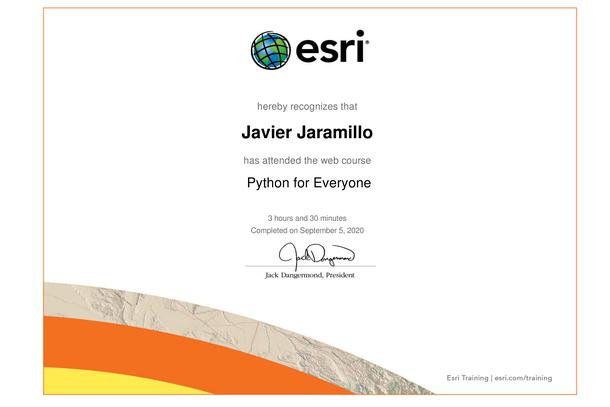 esri®
hereby recognizes that
Javier Jaramillo
has attended the web course
Python for Everyone
3 hours and 30 minutes
Completed on September 5, 2020
Jack Dangermond
Jack Dangermond, President
Esri Training | esri.com/training